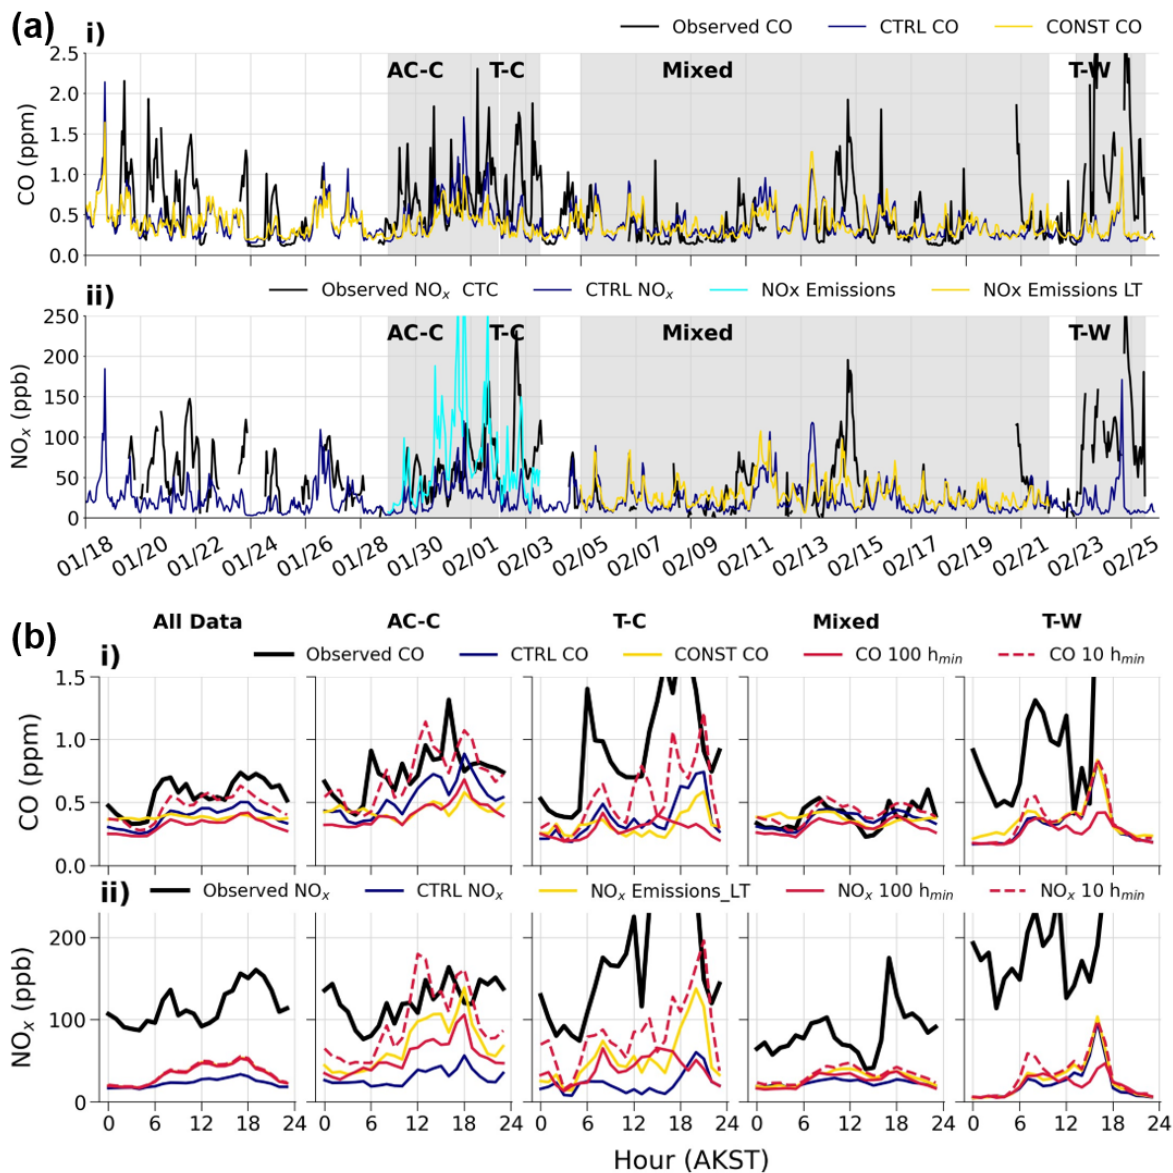 (a)
i)
Observed CO CTRL CO CONST CO
2.5
2.0
1.5
1.0
0.5
0.0
CO (ppm)
AC-C T-C Mixed T-W
ii)
Observed NOx CTC CTRL NOx NOx Emissions NOx Emissions LT
250
200
150
100
50
0
NOx (ppb)
AC-C T-C Mixed T-W
01/18 01/20 01/22 01/24 01/26 01/28 01/30 02/01 02/03 02/05 02/07 02/09 02/11 02/13 02/15 02/17 02/19 02/21 02/23 02/25
(b)
All Data AC-C T-C Mixed T-W
i)
Observed CO CTRL CO CONST CO CO 100 hmin CO 10 hmin
1.5
1.0
0.5
0.0
CO (ppm)
ii)
Observed NOx CTRL NOx NOx Emissions_LT NOx 100 hmin NOx 10 hmin
200
100
0
NOx (ppb)
0 6 12 18 24 0 6 12 18 24 0 6 12 18 24 0 6 12 18 24 0 6 12 18 24
Hour (AKST)